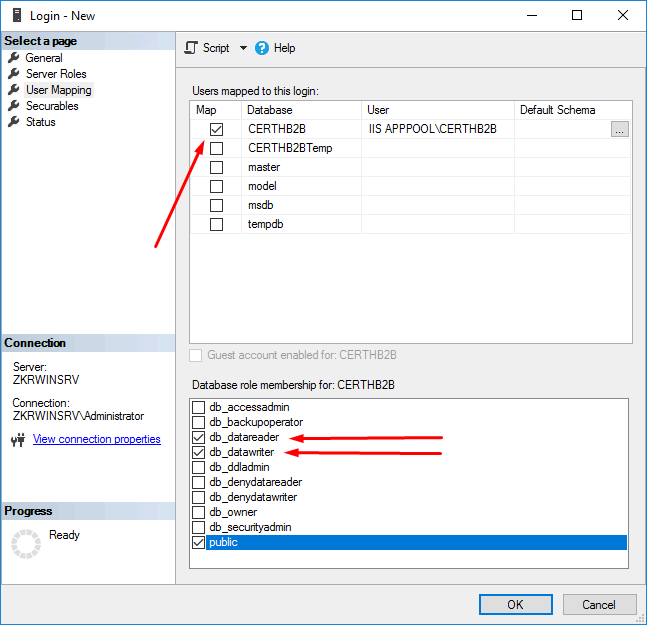 Login - New
Select a page
General
Server Roles
User Mapping
Securables
Status
Script
Help
Users mapped to this login:
Map Database User Default Schema
CERTHB2B IIS APPPOOL\CERTHB2B ...
CERTHB2BTemp
master
model
msdb
tempdb
Guest account enabled for: CERTHB2B
Database role membership for: CERTHB2B
db_accessadmin
db_backupoperator
db_datareader
db_datawriter
db_ddladmin
db_denydatareader
db_denydatawriter
db_owner
db_securityadmin
public
Connection
Server:
ZKRWINSRV
Connection:
ZKRWINSRV\Administrator
View connection properties
Progress
Ready
OK
Cancel